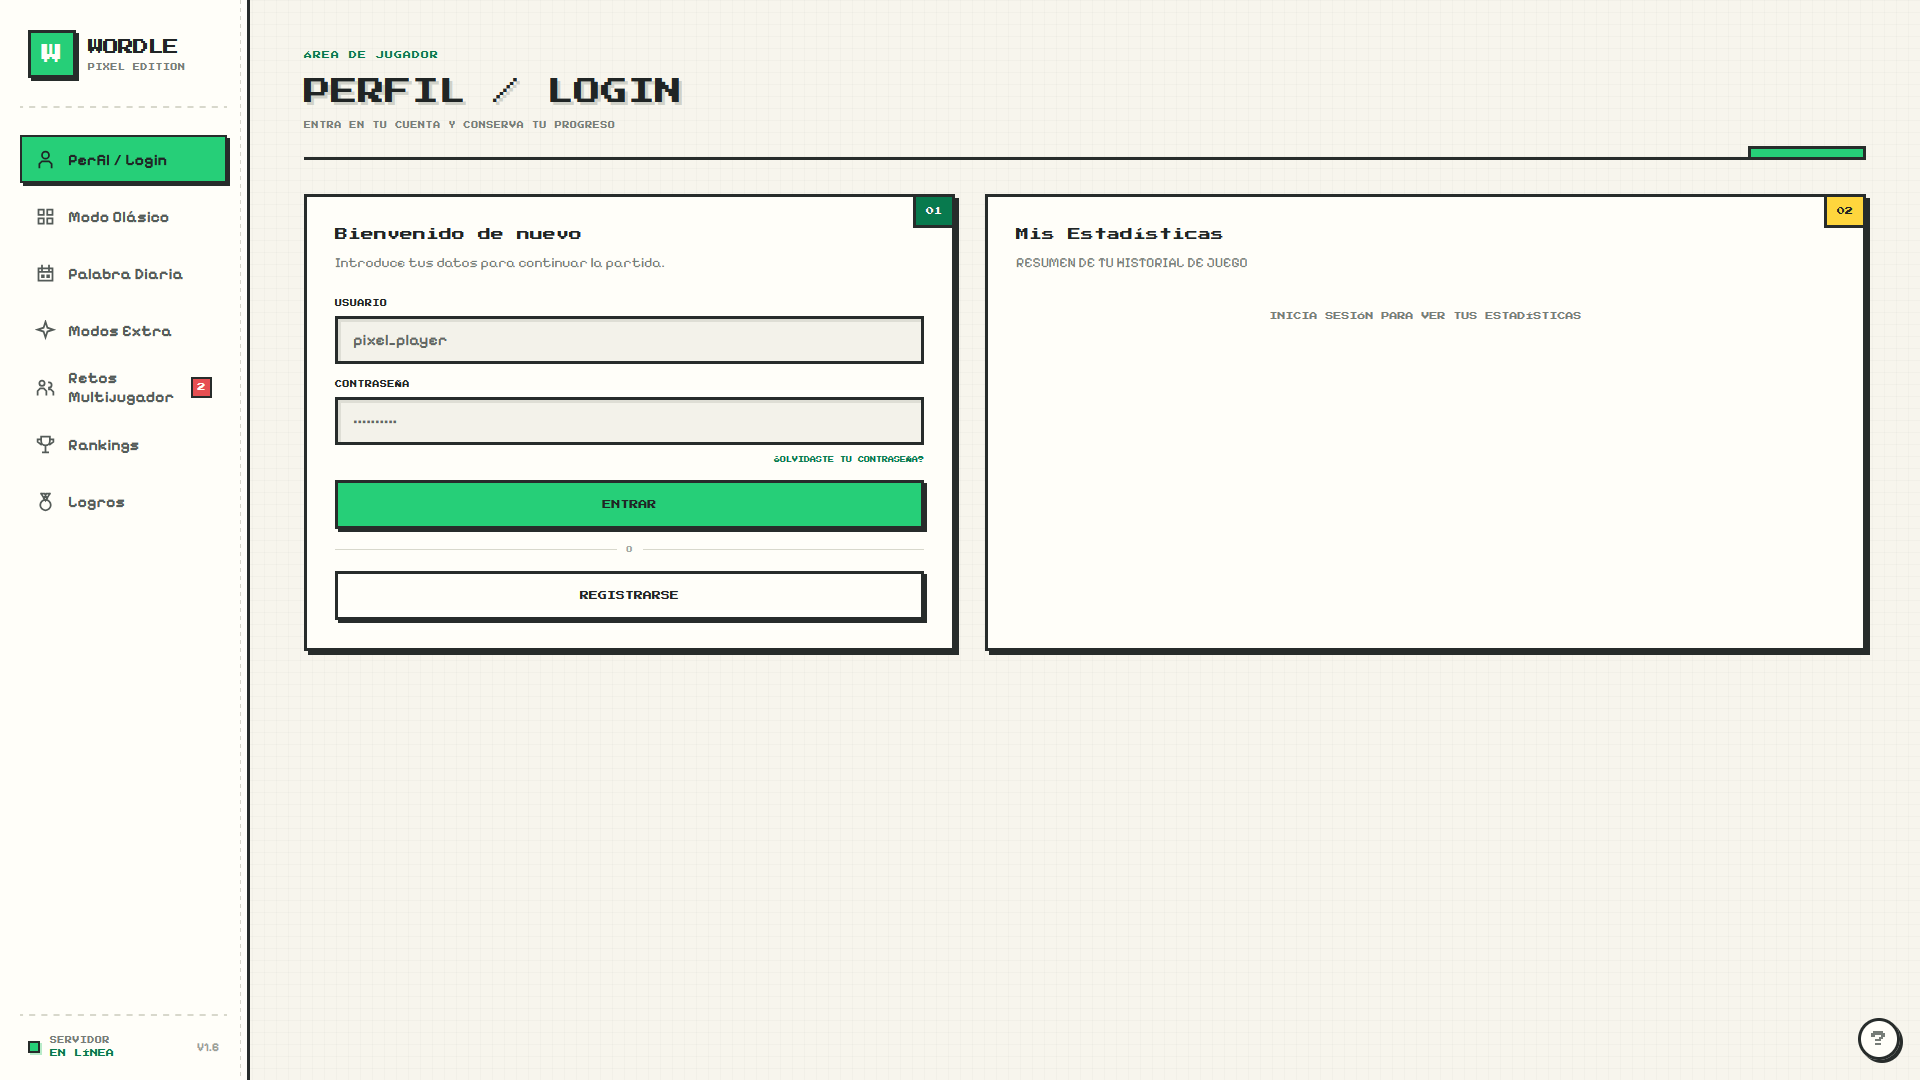 W
WORDLE
PIXEL EDITION
Perfil / Login
Modo Clásico
Palabra Diaria
Modos Extra
Retos
Multijugador
2
Rankings
Logros
SERVIDOR
EN LíNEA
V1.6
áREA DE JUGADOR
PERFIL / LOGIN
ENTRA EN TU CUENTA Y CONSERVA TU PROGRESO
01
Bienvenido de nuevo
Introduce tus datos para continuar la partida.
USUARIO
pixel_player
CONTRASEñA
••••••••••
¿OLVIDASTE TU CONTRASEñA?
ENTRAR
O
REGISTRARSE
02
Mis Estadísticas
RESUMEN DE TU HISTORIAL DE JUEGO
INICIA SESIóN PARA VER TUS ESTADíSTICAS
?